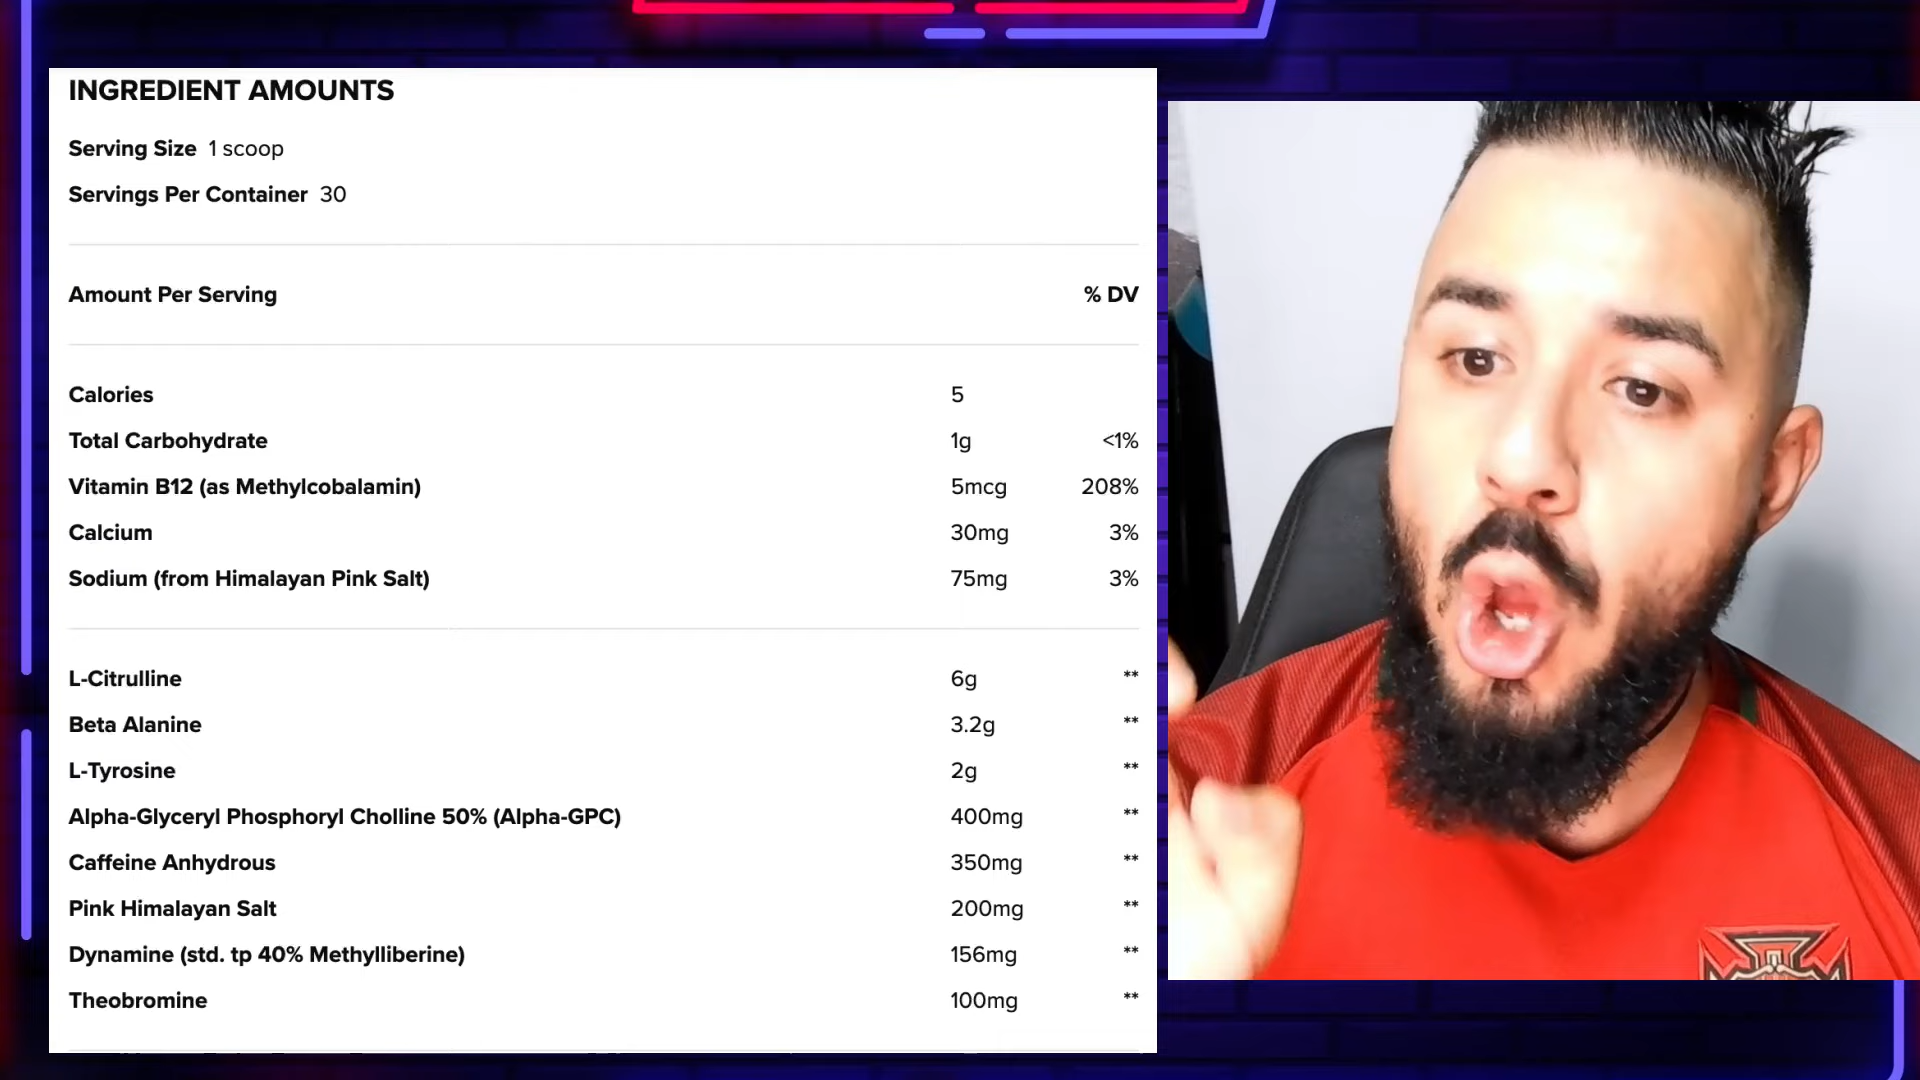 INGREDIENT AMOUNTS
Serving Size 1 scoop
Servings Per Container 30
Amount Per Serving % DV
Calories 5
Total Carbohydrate 1g <1%
Vitamin B12 (as Methylcobalamin) 5mcg 208%
Calcium 30mg 3%
Sodium (from Himalayan Pink Salt) 75mg 3%
L-Citrulline 6g **
Beta Alanine 3.2g **
L-Tyrosine 2g **
Alpha-Glyceryl Phosphoryl Cholline 50% (Alpha-GPC) 400mg **
Caffeine Anhydrous 350mg **
Pink Himalayan Salt 200mg **
Dynamine (std. tp 40% Methylliberine) 156mg **
Theobromine 100mg **